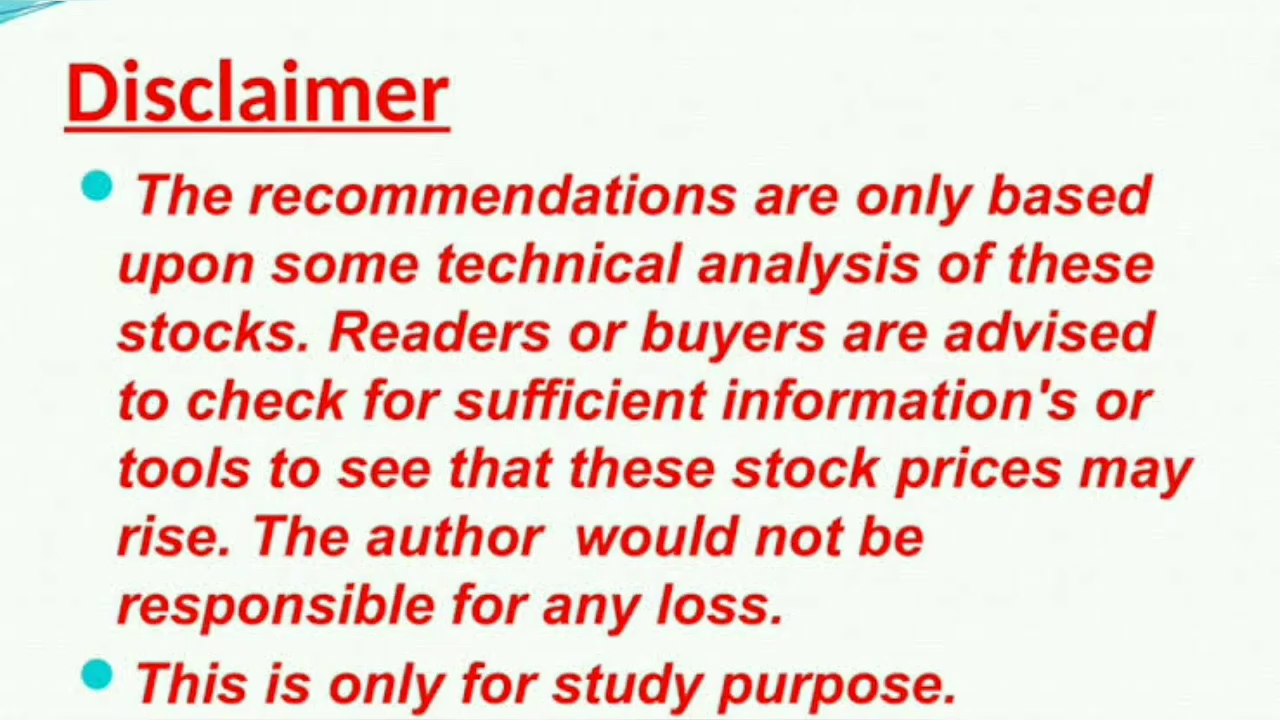 Disclaimer
The recommendations are only based
upon some technical analysis of these
stocks. Readers or buyers are advised
to check for sufficient information's or
tools to see that these stock prices may
rise. The author  would not be
responsible for any loss.
This is only for study purpose.